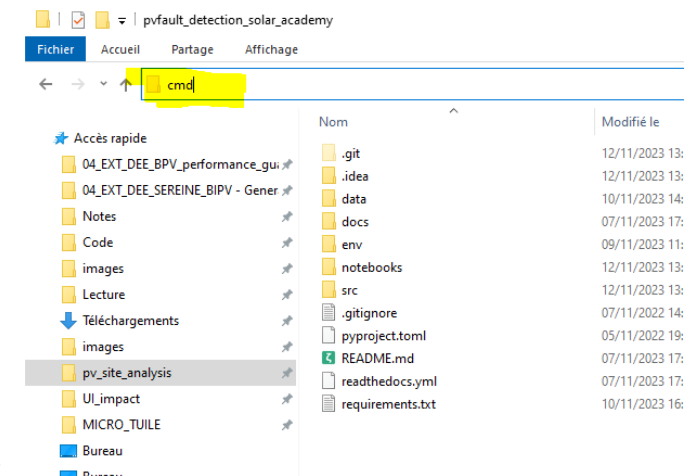 pvfault_detection_solar_academy
Fichier Accueil Partage Affichage
cmd
Nom Modifié le
Accès rapide
04_EXT_DEE_BPV_performance_gua
04_EXT_DEE_SEREINE_BIPV - Gener
Notes
Code
images
Lecture
Téléchargements
images
pv_site_analysis
UI_impact
MICRO_TUILE
Bureau
Bureau
.git 12/11/2023 13:
.idea 12/11/2023 13:
data 10/11/2023 14:
docs 07/11/2023 17:
env 09/11/2023 11:
notebooks 12/11/2023 13:
src 12/11/2023 13:
.gitignore 07/11/2022 14:
pyproject.toml 05/11/2022 19:
README.md 07/11/2023 17:
readthedocs.yml 07/11/2023 17:
requirements.txt 10/11/2023 16: